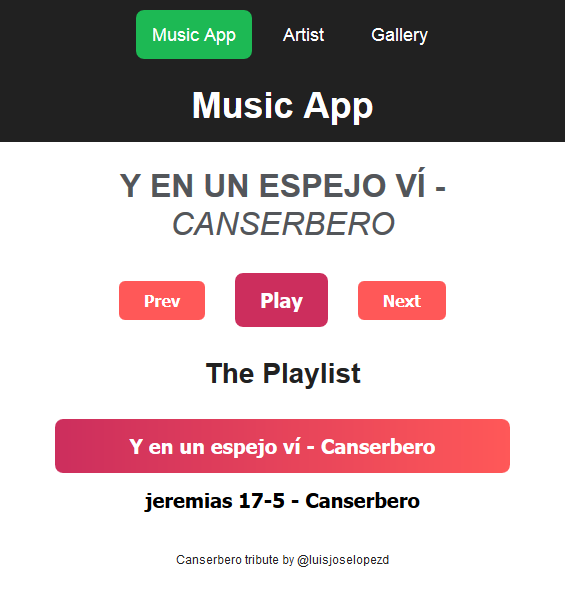 Music App Artist Gallery
Music App
Y EN UN ESPEJO VÍ -
CANSERBERO
Prev Play Next
The Playlist
Y en un espejo ví - Canserbero
jeremias 17-5 - Canserbero
Canserbero tribute by @luisjoselopezd